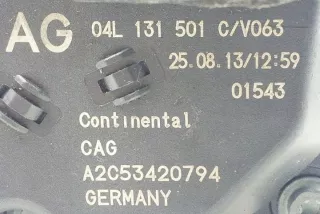 AG 04L 131 501 C/V063
25.08.13/12:59
01543
Continental
CAG
A2C53420794
GERMANY